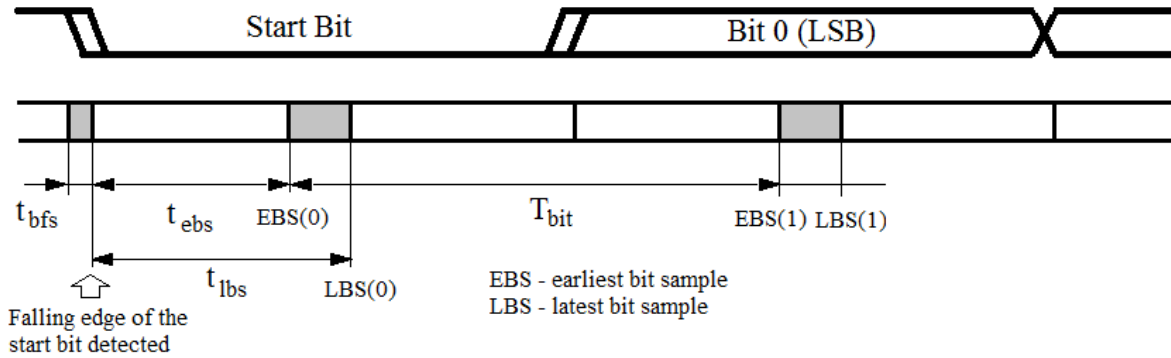 Start Bit
Bit 0 (LSB)
t_bfs
t_ebs
EBS(0)
T_bit
EBS(1)
LBS(1)
t_lbs
LBS(0)
EBS - earliest bit sample
LBS - latest bit sample
Falling edge of the
start bit detected